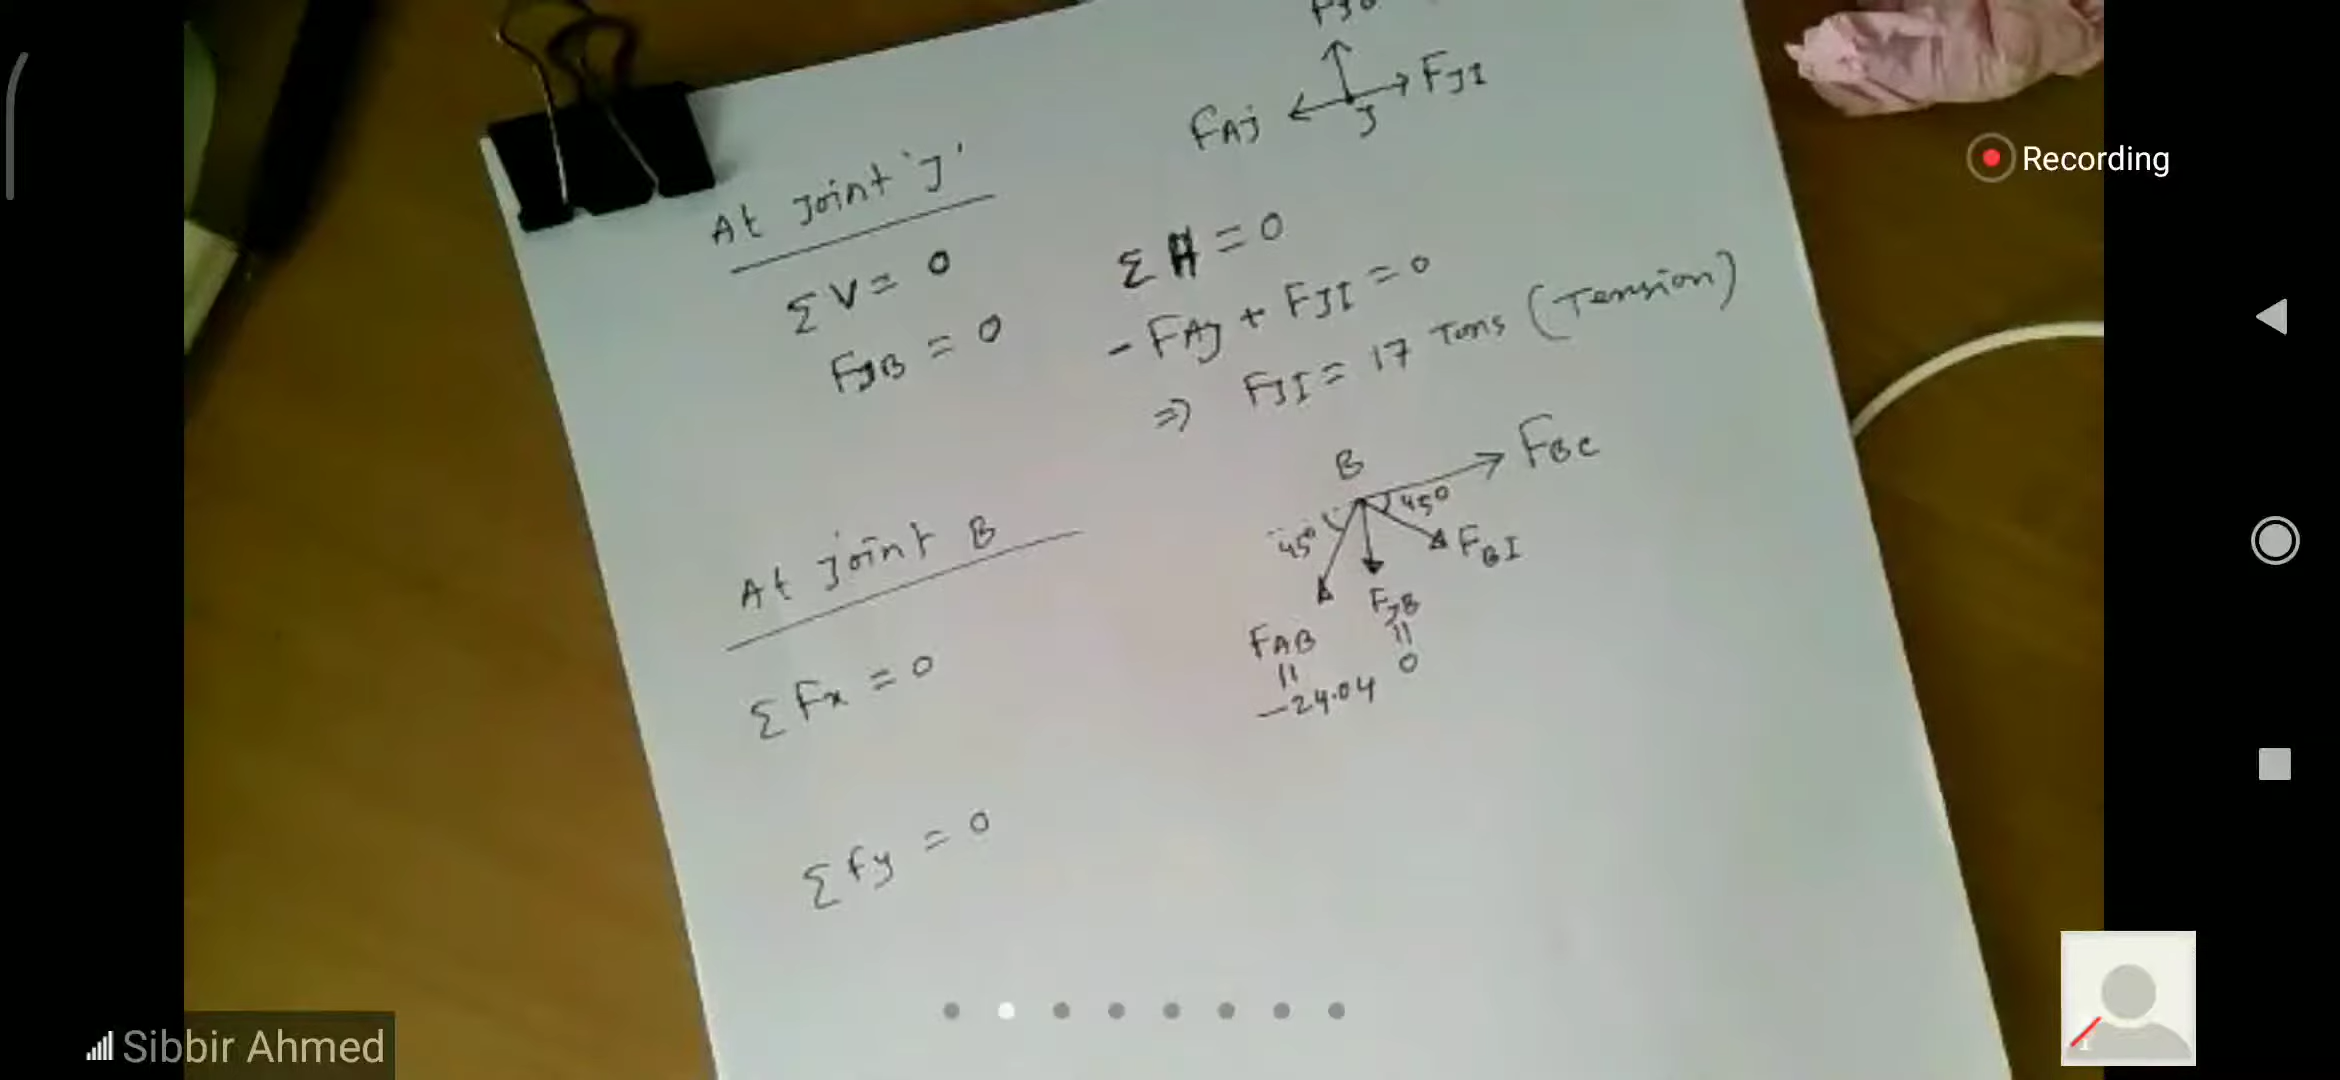 FJB
FAJ
J
FJI
Recording
At Joint 'J'
ΣV = 0
ΣH = 0
FJB = 0
-FAJ + FJI = 0
⇒ FJI = 17 Tons (Tension)
B
FBC
45°
45°
FBI
At joint B
FAB
FJB
||
||
-24.04
0
ΣFx = 0
Σfy = 0
Sibbir Ahmed